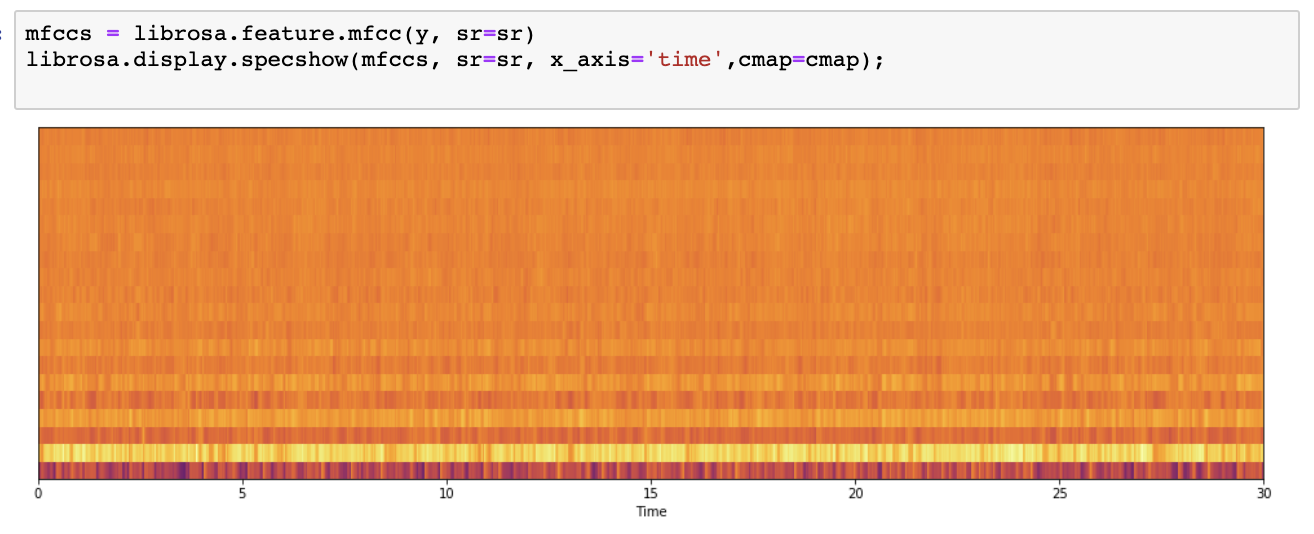 mfccs = librosa.feature.mfcc(y, sr=sr)
librosa.display.specshow(mfccs, sr=sr, x_axis='time',cmap=cmap);
0 5 10 15 20 25 30
Time